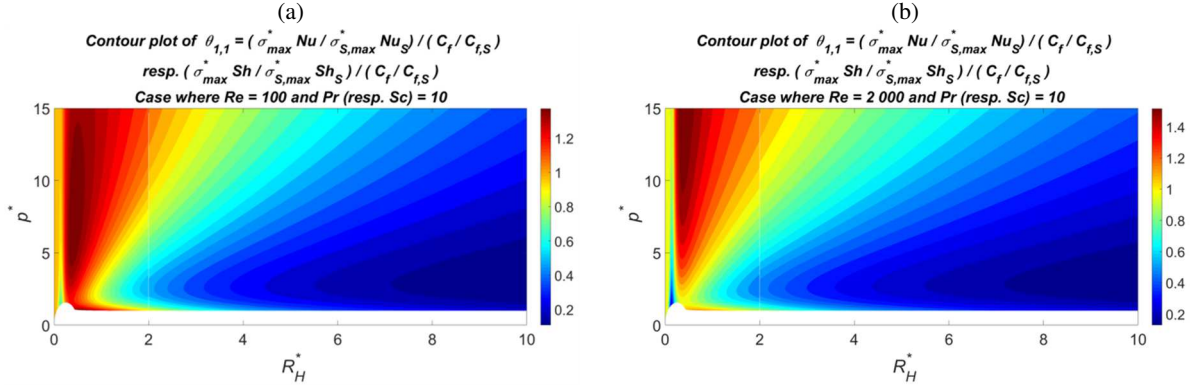 (a)
Contour plot of θ1,1 = ( σ*max Nu / σ*S,max NuS ) / ( Cf / Cf,S )
resp. ( σ*max Sh / σ*S,max ShS ) / ( Cf / Cf,S )
Case where Re = 100 and Pr (resp. Sc) = 10
15
10
5
0
p*
0 2 4 6 8 10
R*H
1.2
1
0.8
0.6
0.4
0.2
(b)
Contour plot of θ1,1 = ( σ*max Nu / σ*S,max NuS ) / ( Cf / Cf,S )
resp. ( σ*max Sh / σ*S,max ShS ) / ( Cf / Cf,S )
Case where Re = 2 000 and Pr (resp. Sc) = 10
15
10
5
0
p*
0 2 4 6 8 10
R*H
1.4
1.2
1
0.8
0.6
0.4
0.2